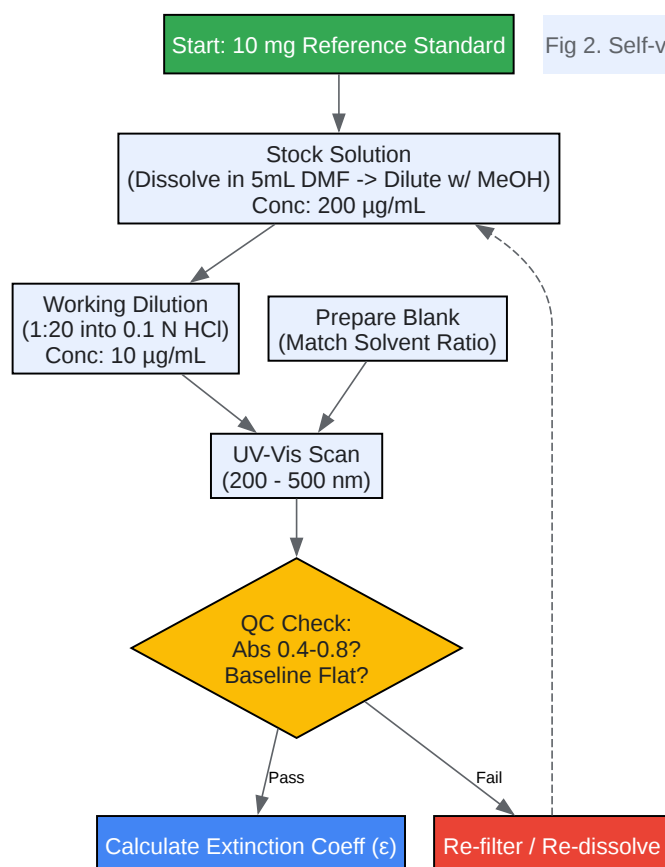 Start: 10 mg Reference Standard
Fig 2. Self-v
Stock Solution
(Dissolve in 5mL DMF -> Dilute w/ MeOH)
Conc: 200 µg/mL
Working Dilution
(1:20 into 0.1 N HCl)
Conc: 10 µg/mL
Prepare Blank
(Match Solvent Ratio)
UV-Vis Scan
(200 - 500 nm)
QC Check:
Abs 0.4-0.8?
Baseline Flat?
Pass
Fail
Calculate Extinction Coeff (ε)
Re-filter / Re-dissolve